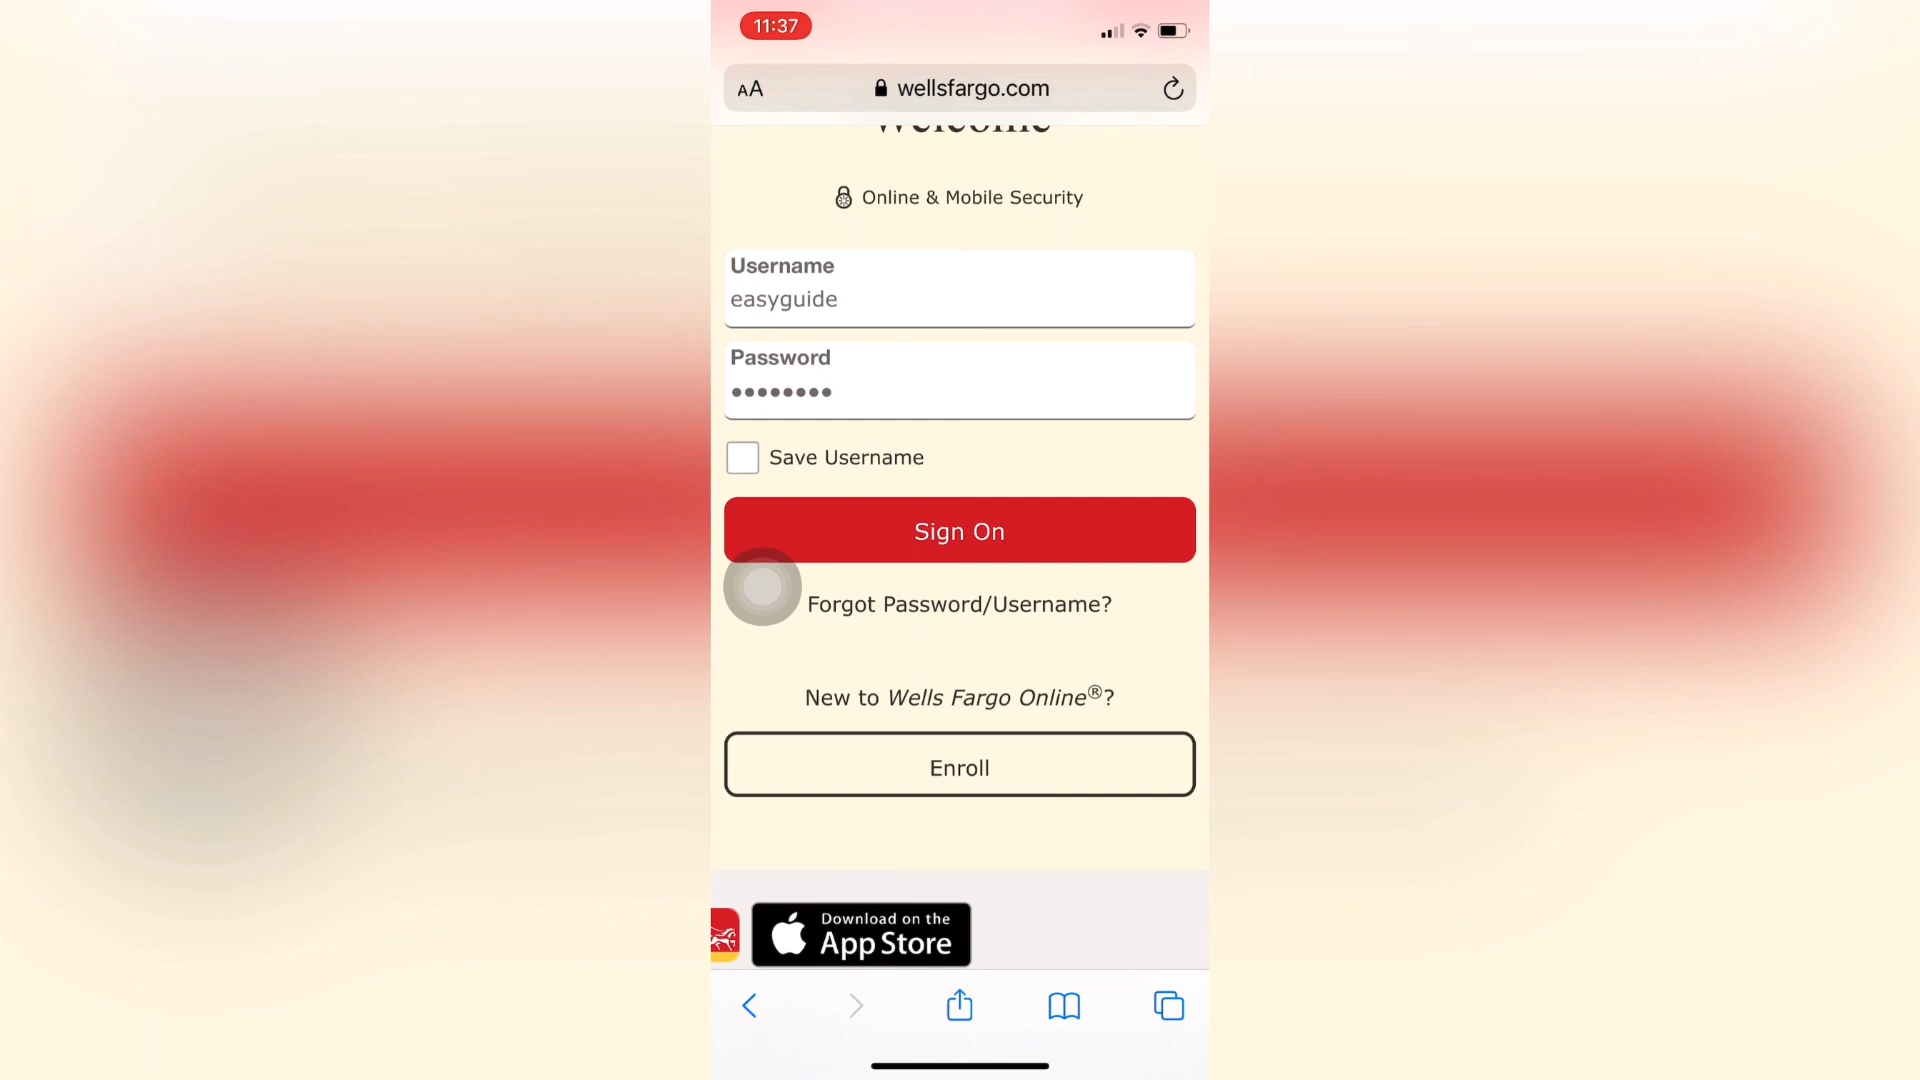 11:37
AA wellsfargo.com
Welcome
Online & Mobile Security
Username
easyguide
Password
Save Username
Sign On
Forgot Password/Username?
New to Wells Fargo Online®?
Enroll
Download on the
App Store